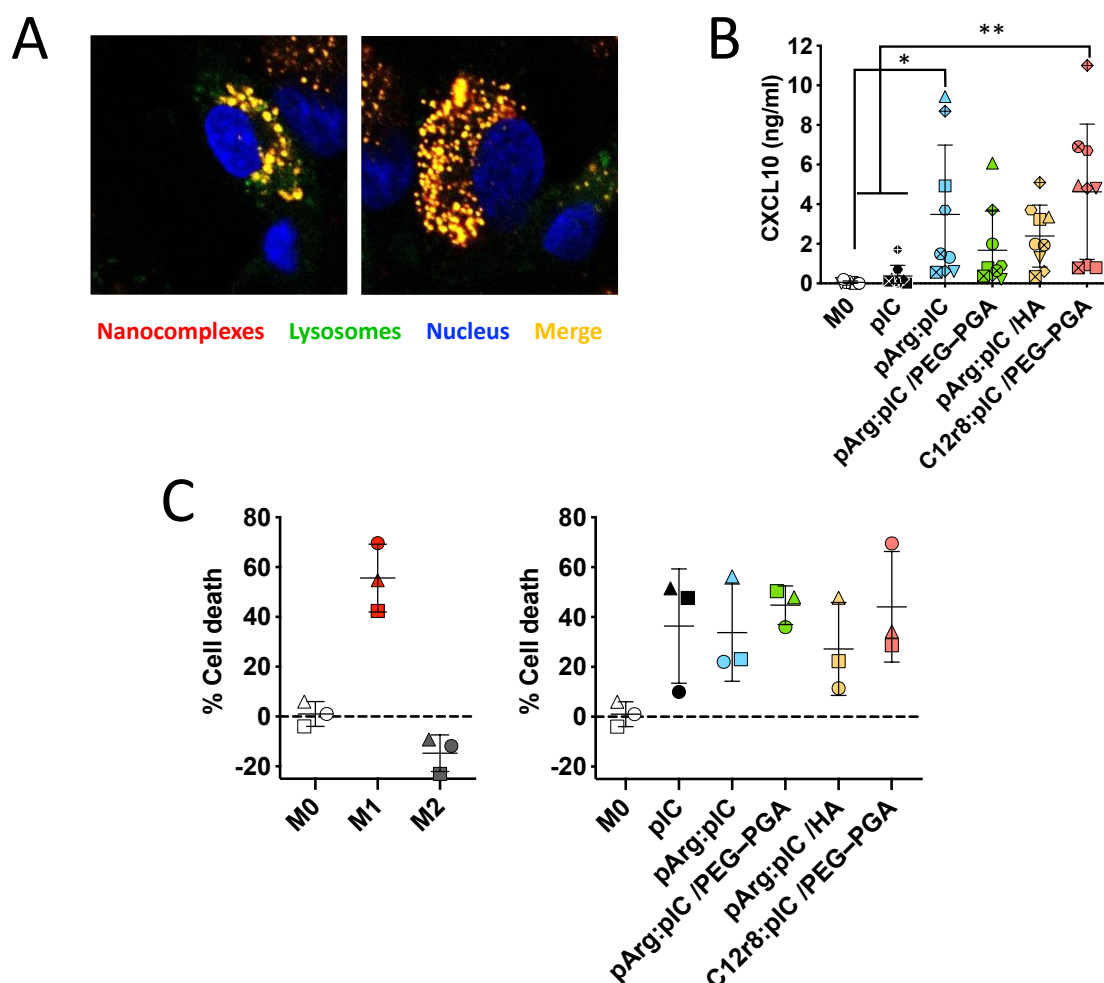 A
Nanocomplexes Lysosomes Nucleus Merge
B
CXCL10 (ng/ml)
12
10
8
6
4
2
0
*
**
M0
pIC
pArg:pIC
pArg:pIC /PEG–PGA
pArg:pIC /HA
C12r8:pIC /PEG–PGA
C
% Cell death
80
60
40
20
0
-20
M0
M1
M2
% Cell death
80
60
40
20
0
-20
M0
pIC
pArg:pIC
pArg:pIC /PEG–PGA
pArg:pIC /HA
C12r8:pIC /PEG–PGA